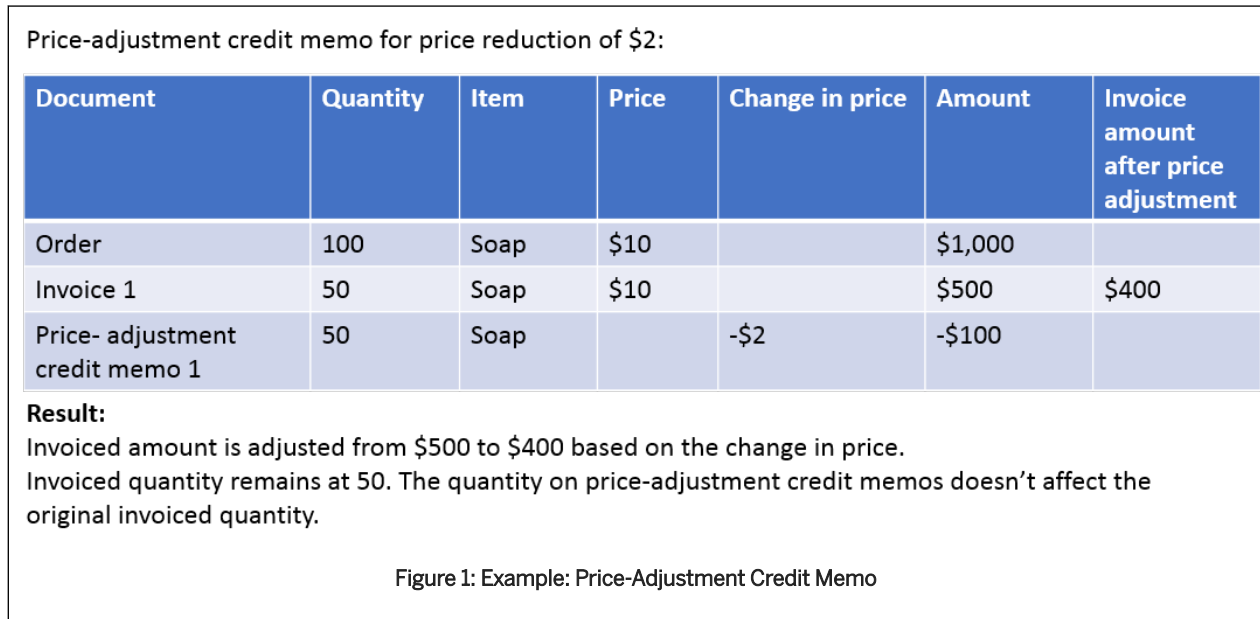 Price-adjustment credit memo for price reduction of $2:
Document Quantity Item Price Change in price Amount Invoice
amount
after price
adjustment
Order 100 Soap $10 $1,000
Invoice 1 50 Soap $10 $500 $400
Price- adjustment 50 Soap -$2 -$100
credit memo 1
Result:
Invoiced amount is adjusted from $500 to $400 based on the change in price.
Invoiced quantity remains at 50. The quantity on price-adjustment credit memos doesn’t affect the
original invoiced quantity.
Figure 1: Example: Price-Adjustment Credit Memo